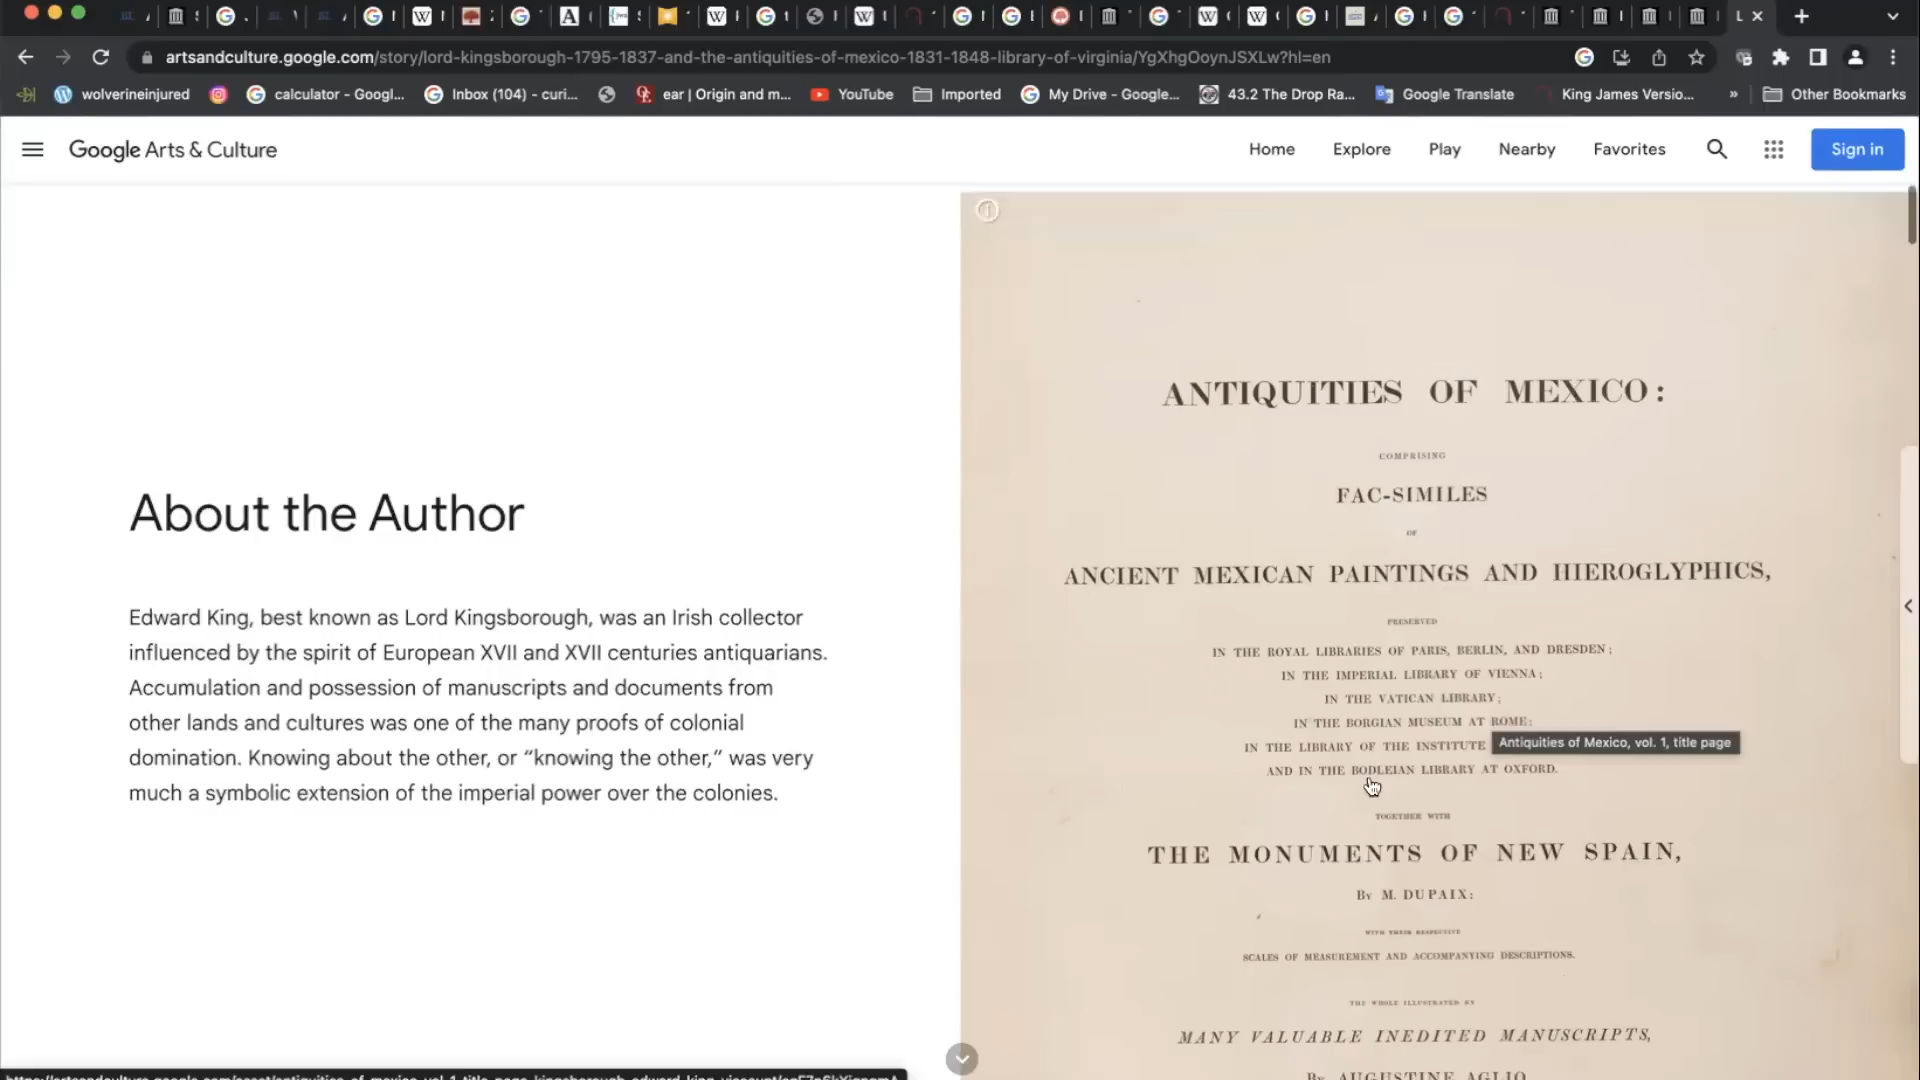 artsandculture.google.com/story/lord-kingsborough-1795-1837-and-the-antiquities-of-mexico-1831-1848-library-of-virginia/YgXhgOoynJSXLw?hl=en
wolverineinjured
calculator - Googl...
Inbox (104) - curi...
ear | Origin and m...
YouTube
Imported
My Drive - Google...
43.2 The Drop Ra...
Google Translate
King James Versio...
»
Other Bookmarks
Google Arts & Culture
Home
Explore
Play
Nearby
Favorites
Sign in
About the Author
Edward King, best known as Lord Kingsborough, was an Irish collector
influenced by the spirit of European XVII and XVII centuries antiquarians.
Accumulation and possession of manuscripts and documents from
other lands and cultures was one of the many proofs of colonial
domination. Knowing about the other, or “knowing the other,” was very
much a symbolic extension of the imperial power over the colonies.
ANTIQUITIES OF MEXICO:
COMPRISING
FAC-SIMILES
OF
ANCIENT MEXICAN PAINTINGS AND HIEROGLYPHICS,
PRESERVED
IN THE ROYAL LIBRARIES OF PARIS, BERLIN, AND DRESDEN;
IN THE IMPERIAL LIBRARY OF VIENNA;
IN THE VATICAN LIBRARY;
IN THE BORGIAN MUSEUM AT ROME;
IN THE LIBRARY OF THE INSTITUTE
Antiquities of Mexico, vol. 1, title page
AND IN THE BODLEIAN LIBRARY AT OXFORD.
TOGETHER WITH
THE MONUMENTS OF NEW SPAIN,
By M. DUPAIX:
WITH THEIR RESPECTIVE
SCALES OF MEASUREMENT AND ACCOMPANYING DESCRIPTIONS.
THE WHOLE ILLUSTRATED BY
MANY VALUABLE INEDITED MANUSCRIPTS,
By AUGUSTINE AGLIO